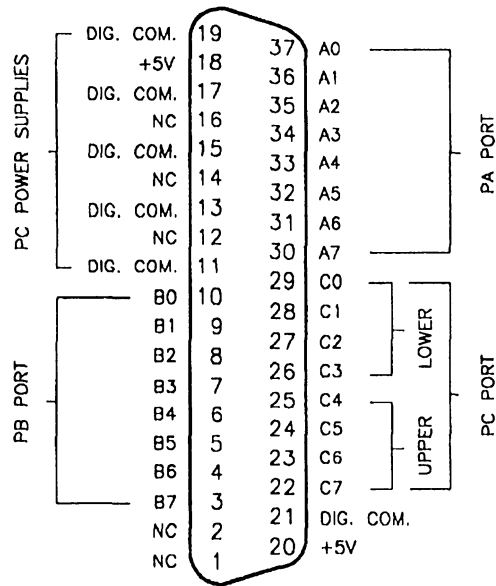 DIG. COM. 19
+5V 18
DIG. COM. 17
NC 16
DIG. COM. 15
NC 14
DIG. COM. 13
NC 12
DIG. COM. 11
B0 10
B1 9
B2 8
B3 7
B4 6
B5 5
B6 4
B7 3
NC 2
NC 1
PC POWER SUPPLIES
PB PORT
37 A0
36 A1
35 A2
34 A3
33 A4
32 A5
31 A6
30 A7
29 C0
28 C1
27 C2
26 C3
25 C4
24 C5
23 C6
22 C7
21 DIG. COM.
20 +5V
PA PORT
LOWER
UPPER
PC PORT